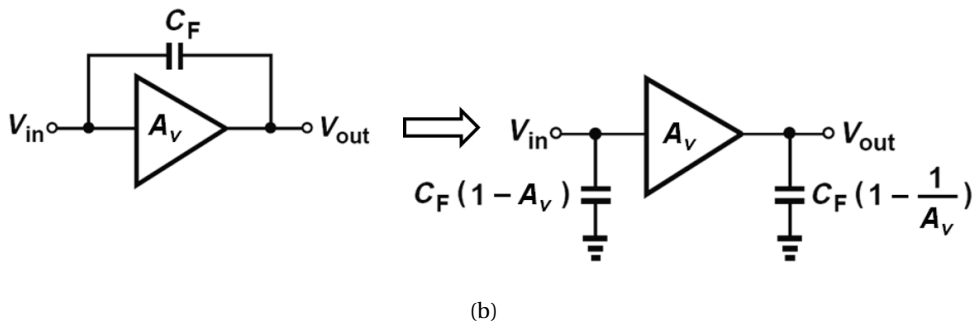 C_F
V_in
A_v
V_out
V_in
A_v
V_out
C_F ( 1 − A_v )
C_F ( 1 − 1/A_v )
(b)